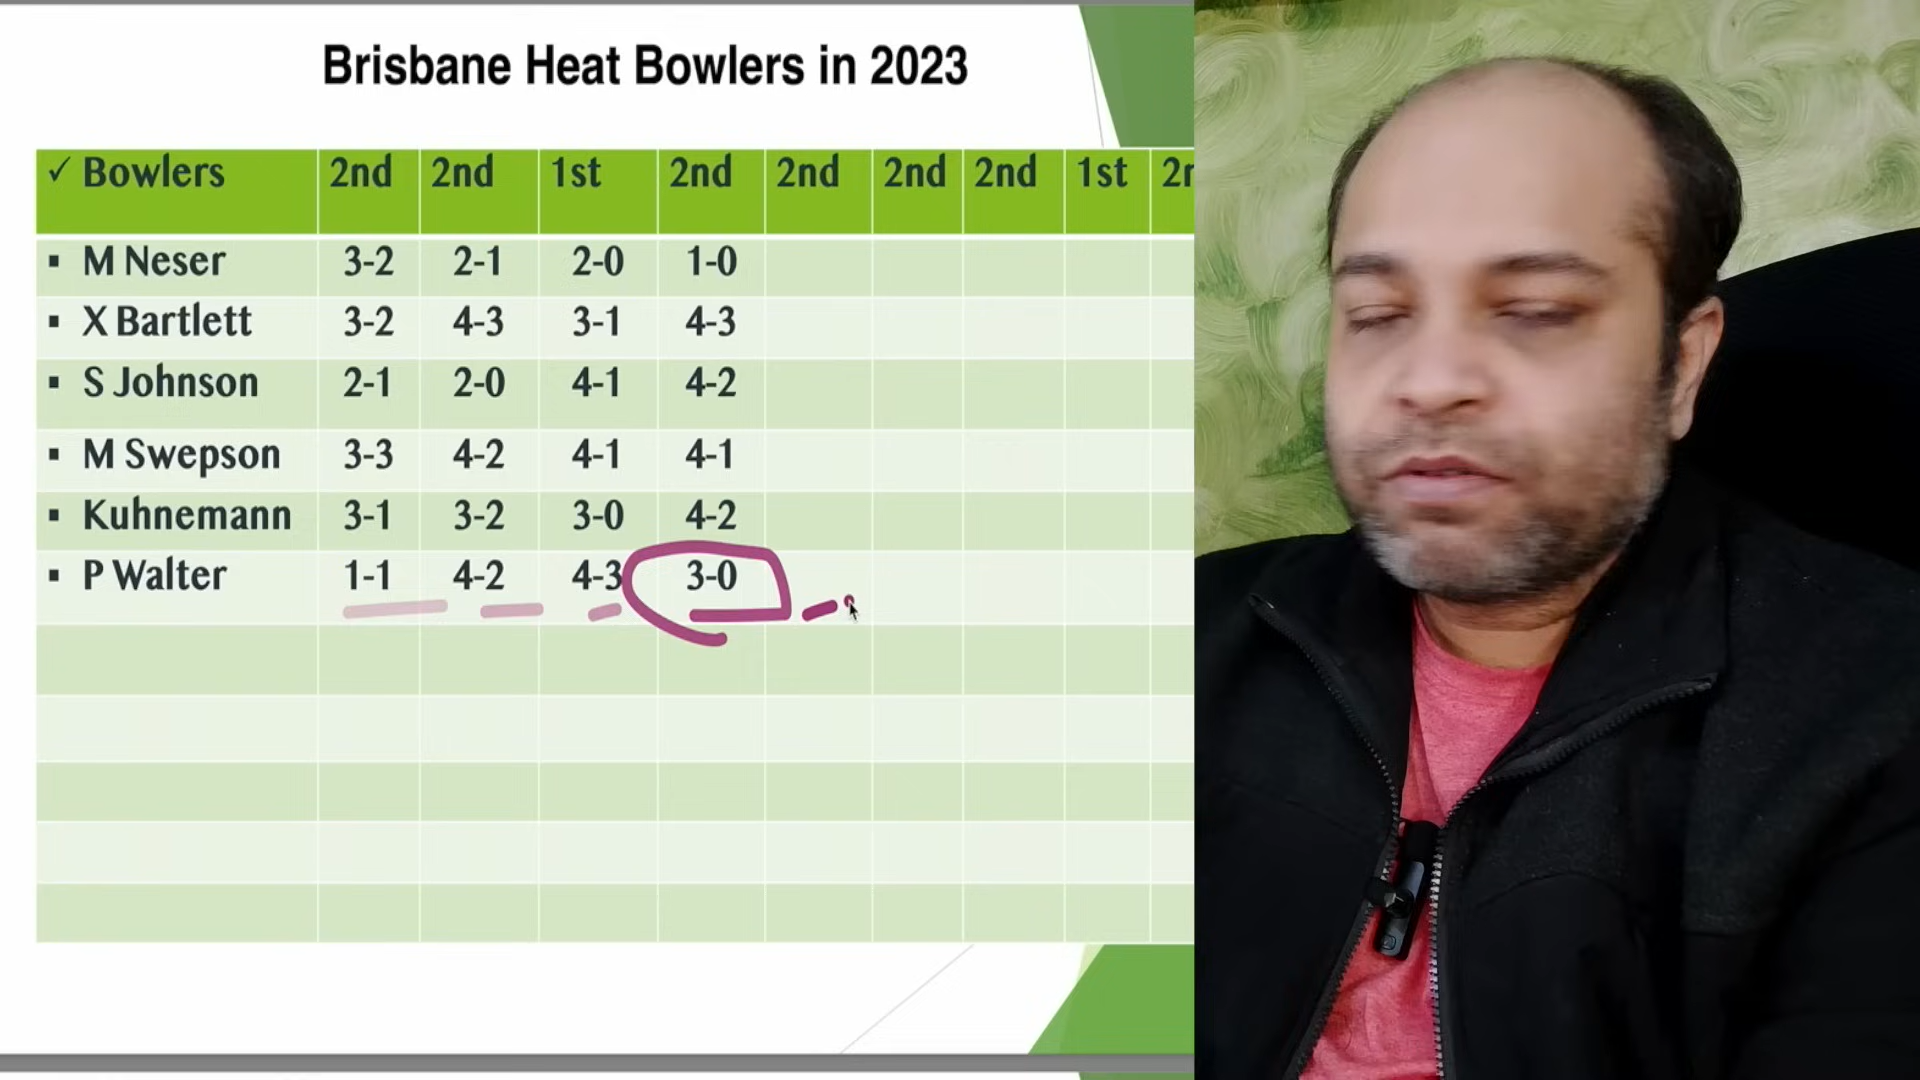 Brisbane Heat Bowlers in 2023
✓ Bowlers 2nd 2nd 1st 2nd 2nd 2nd 2nd 1st
▪ M Neser 3-2 2-1 2-0 1-0
▪ X Bartlett 3-2 4-3 3-1 4-3
▪ S Johnson 2-1 2-0 4-1 4-2
▪ M Swepson 3-3 4-2 4-1 4-1
▪ Kuhnemann 3-1 3-2 3-0 4-2
▪ P Walter 1-1 4-2 4-3 3-0